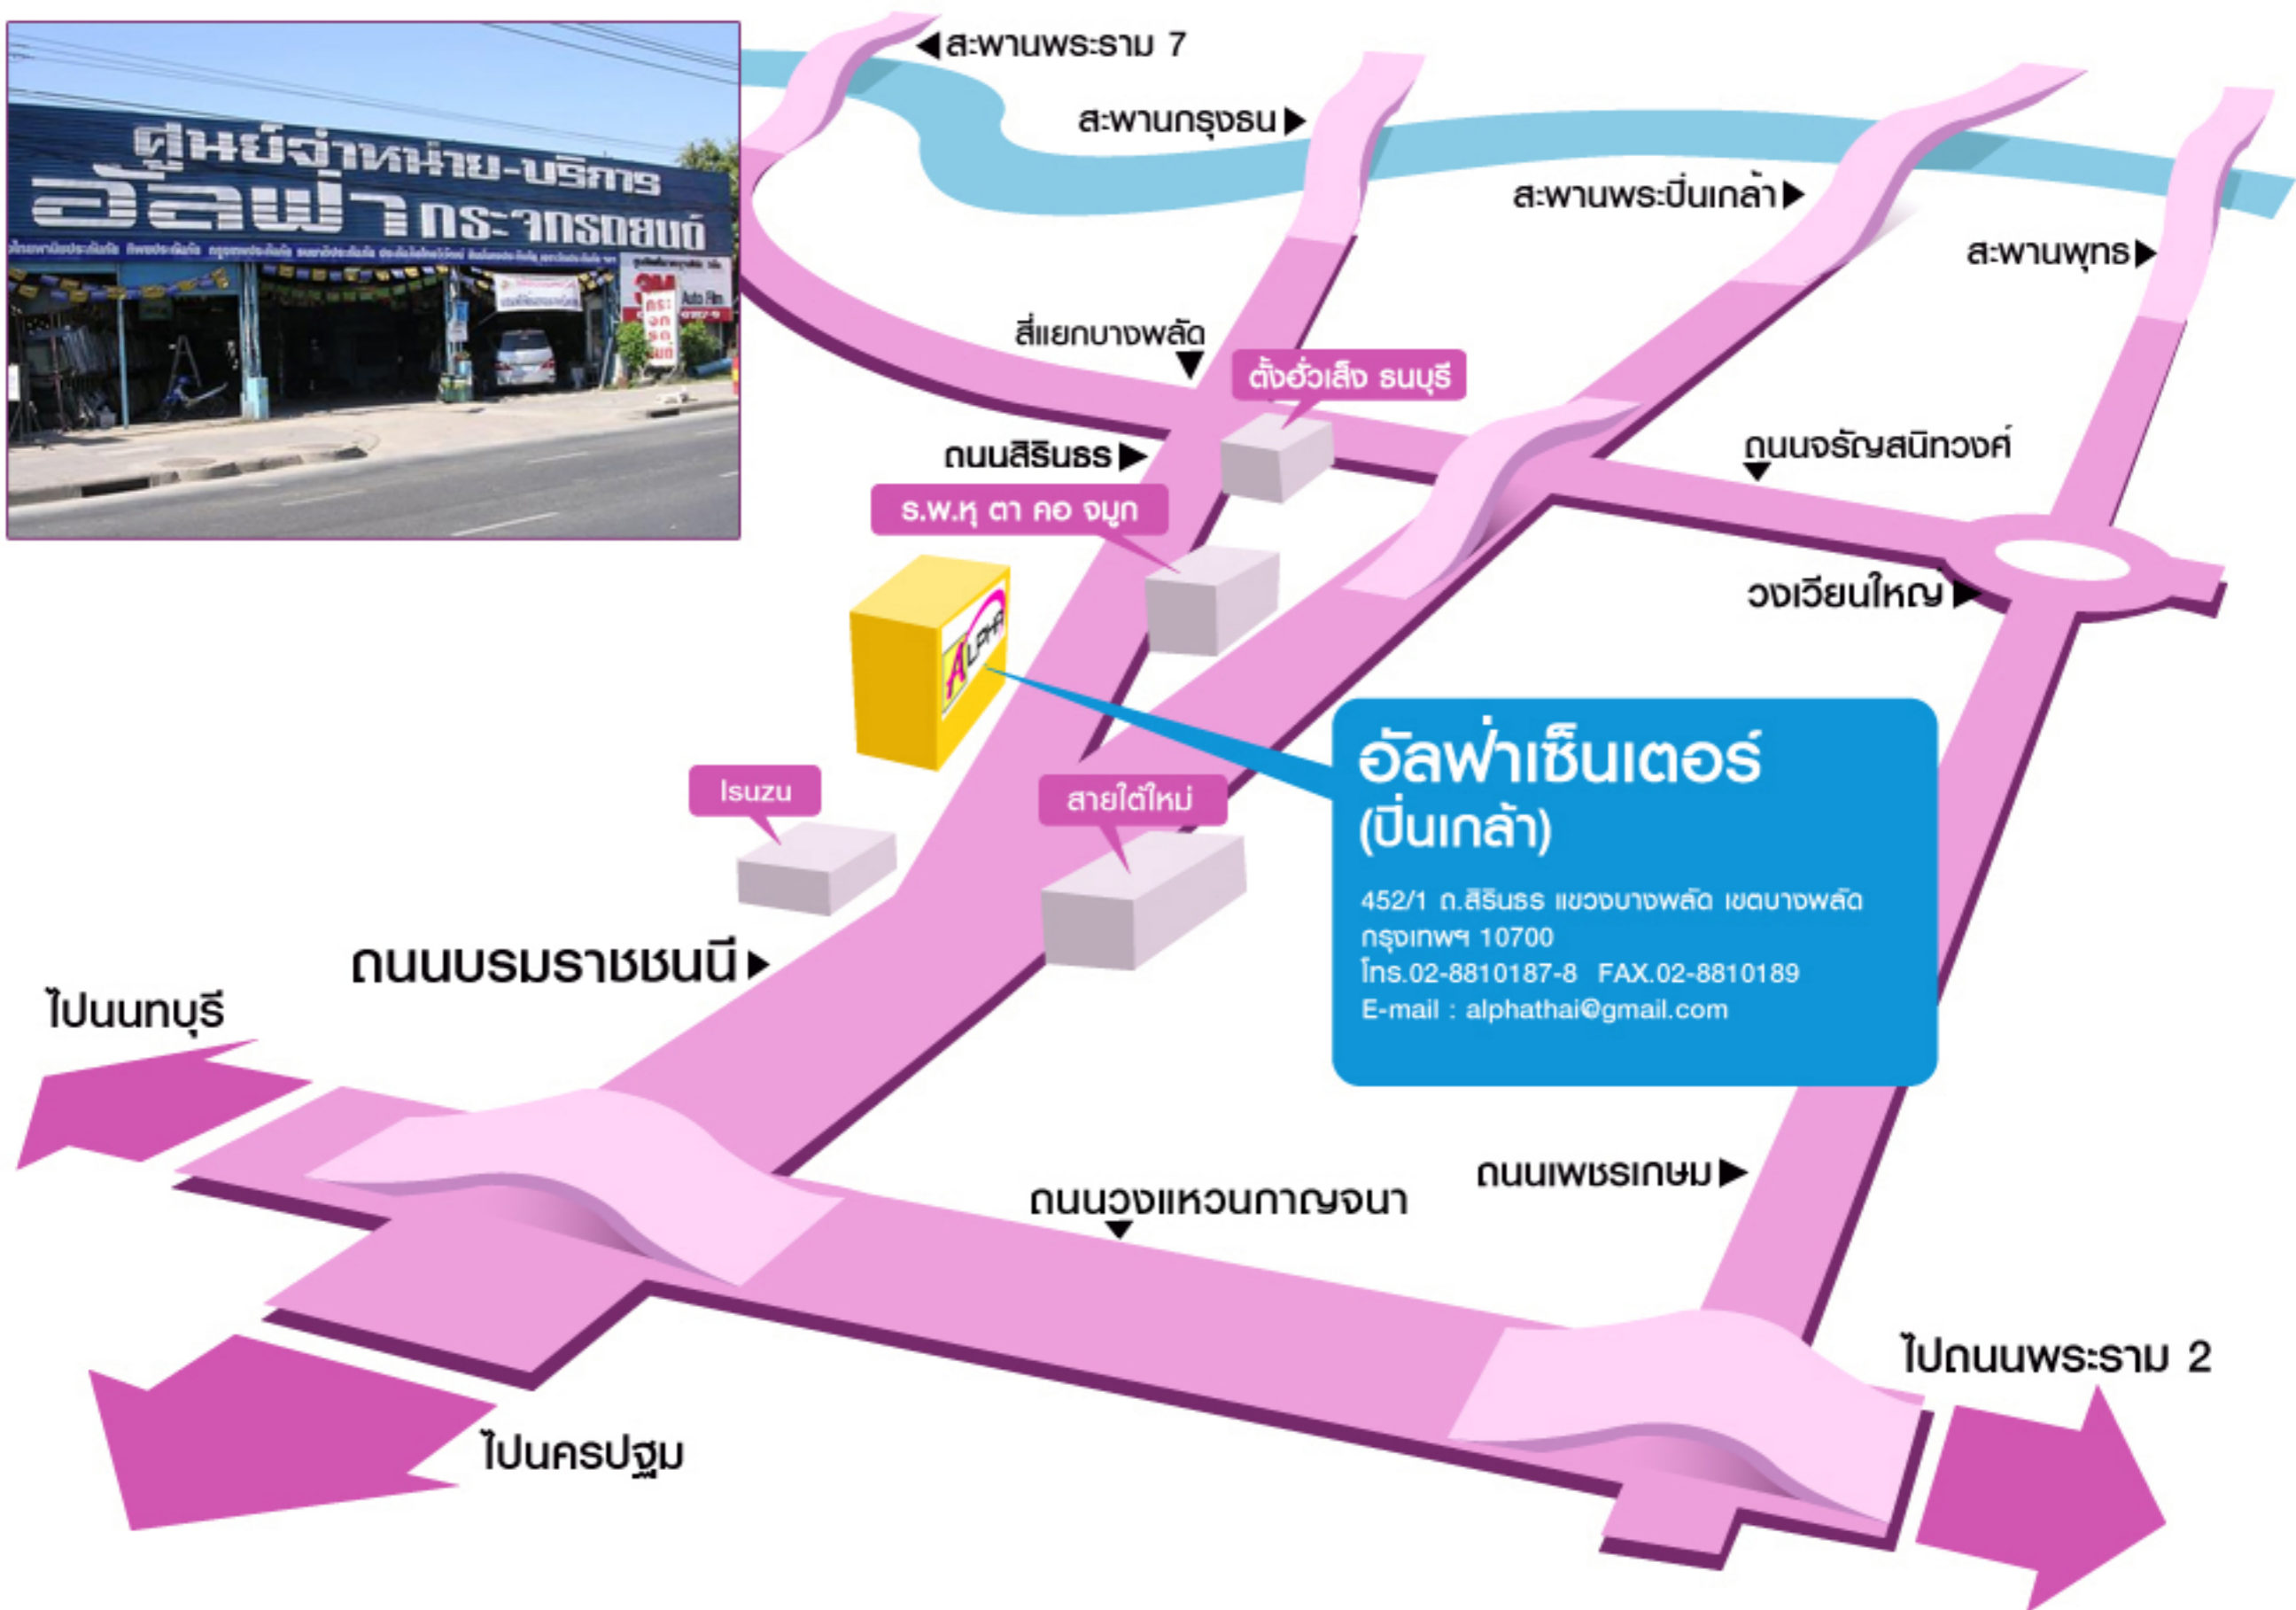 ศูนย์จำหน่าย-บริการ
อัลฟ่า กระจกรถยนต์
3M
Auto Film
กระ
จก
รถ
ยนต์
สะพานพระราม 7
สะพานกรุงธน
สะพานพระปิ่นเกล้า
สะพานพุทธ
สี่แยกบางพลัด
ตั้งฮั่วเส็ง ธนบุรี
ถนนสิรินธร
ถนนจรัญสนิทวงศ์
ร.พ.หุ ตา คอ จมูก
วงเวียนใหญ่
ALPHA
Isuzu
สายใต้ใหม่
อัลฟ่าเซ็นเตอร์
(ปิ่นเกล้า)
452/1 ถ.สิรินธร แขวงบางพลัด เขตบางพลัด
กรุงเทพฯ 10700
โทร.02-8810187-8 FAX.02-8810189
E-mail : alphathai@gmail.com
ถนนบรมราชชนนี
ไปนนทบุรี
ถนนวงแหวนกาญจนา
ถนนเพชรเกษม
ไปถนนพระราม 2
ไปนครปฐม